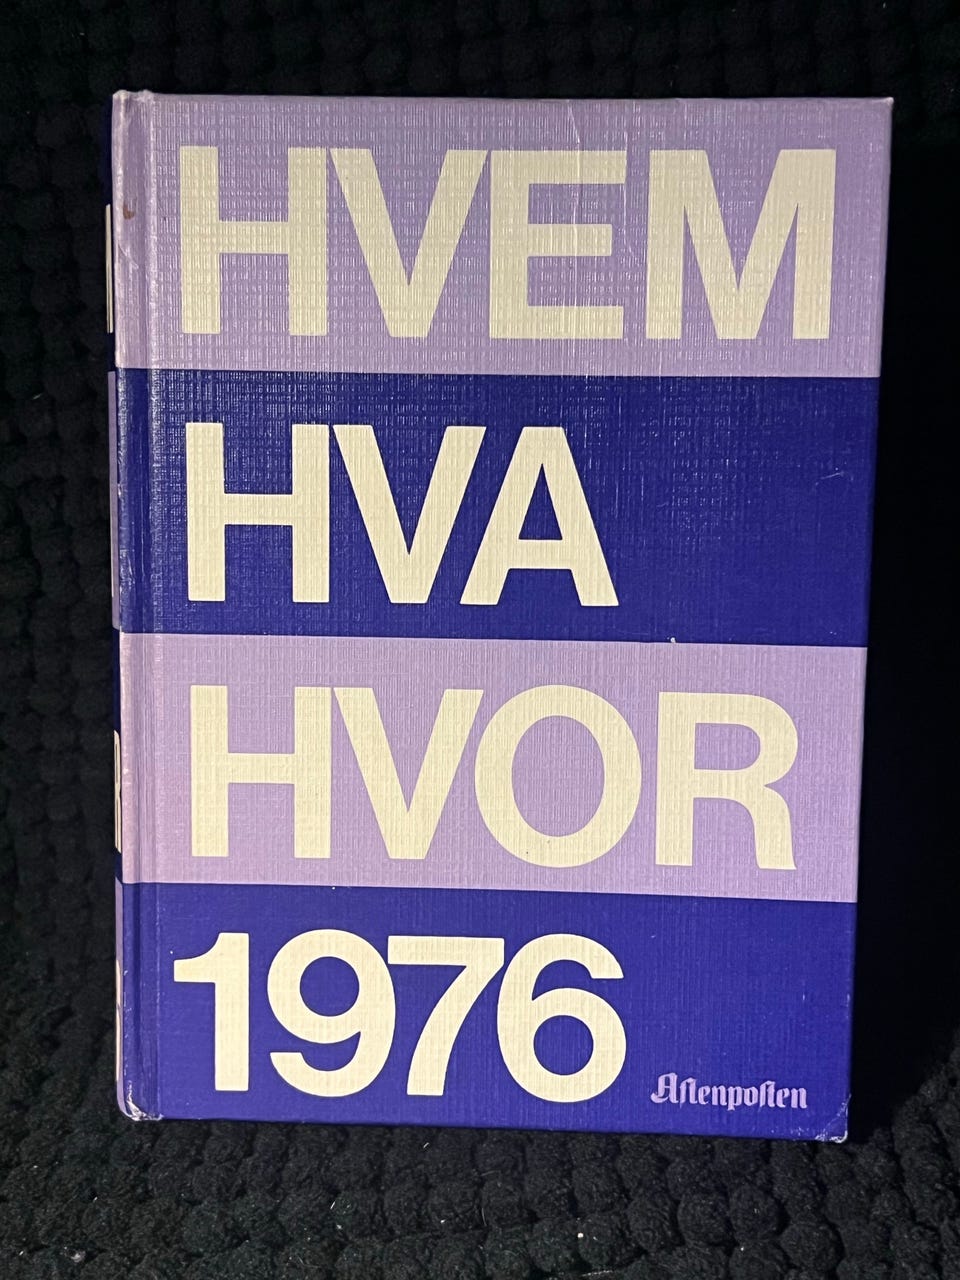 HVEM
HVA
HVOR
1976
Aftenposten